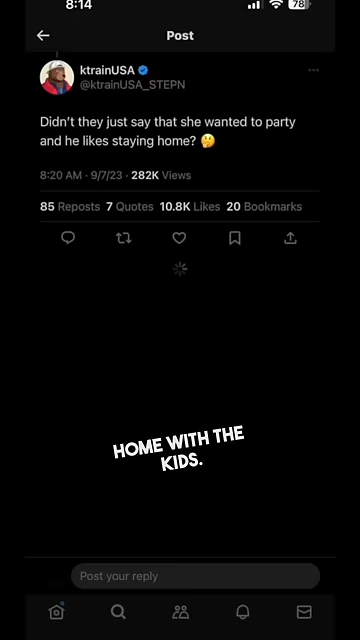 8:14
78
Post
ktrainUSA
@ktrainUSA_STEPN
Didn’t they just say that she wanted to party
and he likes staying home? 🤔
8:20 AM · 9/7/23 · 282K Views
85 Reposts 7 Quotes 10.8K Likes 20 Bookmarks
HOME WITH THE
KIDS.
Post your reply